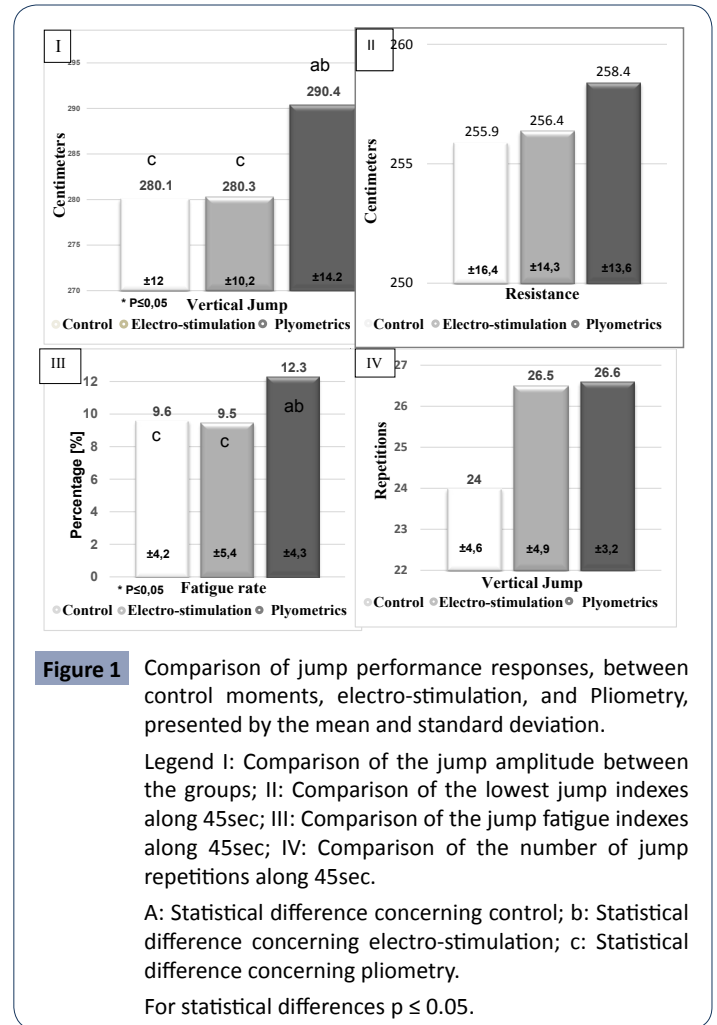 I
295
290
285
280
275
270
Centimeters
c
280.1
±12
c
280.3
±10,2
ab
290.4
±14.2
* P≤0,05 Vertical Jump
Control Electro-stimulation Plyometrics
II
260
255
250
Centimeters
255.9
±16,4
256.4
±14,3
258.4
±13,6
Resistance
Control Electro-stimulation Plyometrics
III
12
10
8
6
4
2
0
Percentage [%]
9.6
c
±4,2
9.5
c
±5,4
12.3
ab
±4,3
* P≤0,05 Fatigue rate
Control Electro-stimulation Plyometrics
IV
27
26
25
24
23
22
Repetitions
24
±4,6
26.5
±4,9
26.6
±3,2
Vertical Jump
Control Electro-stimulation Plyometrics
Figure 1 Comparison of jump performance responses, between
control moments, electro-stimulation, and Pliometry,
presented by the mean and standard deviation.
Legend I: Comparison of the jump amplitude between
the groups; II: Comparison of the lowest jump indexes
along 45sec; III: Comparison of the jump fatigue indexes
along 45sec; IV: Comparison of the number of jump
repetitions along 45sec.
A: Statistical difference concerning control; b: Statistical
difference concerning electro-stimulation; c: Statistical
difference concerning pliometry.
For statistical differences p ≤ 0.05.